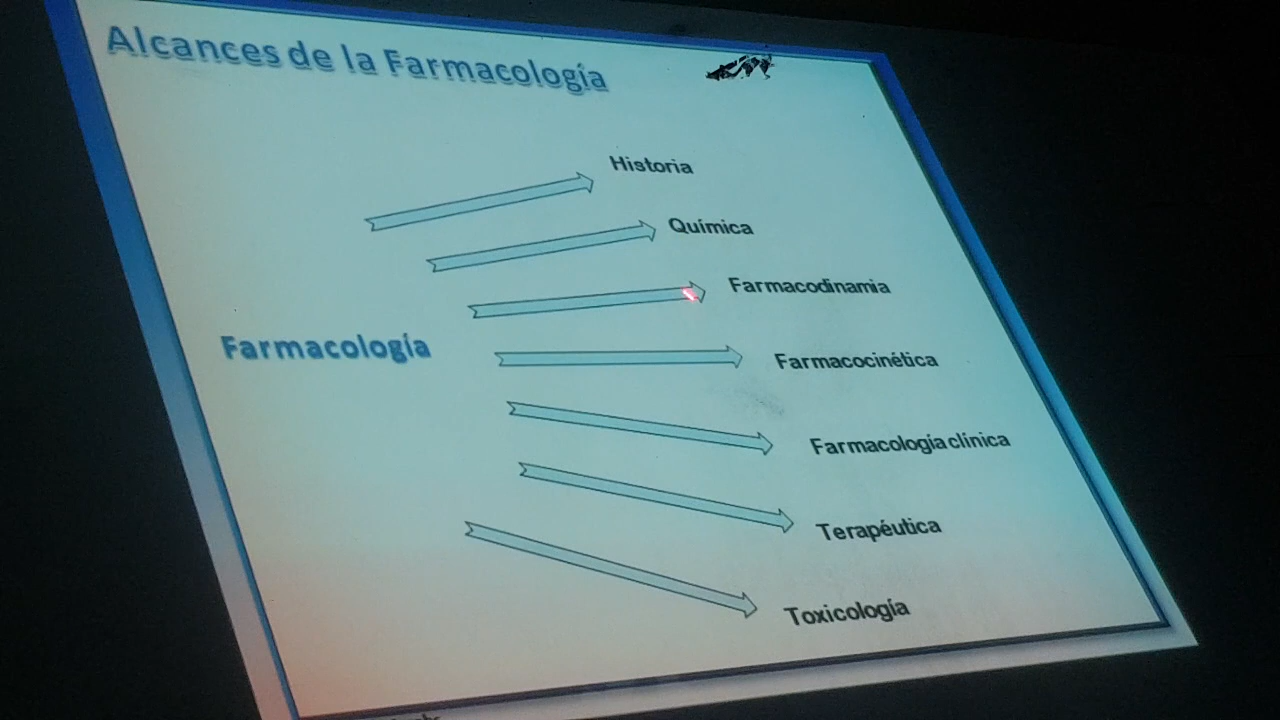 Alcances de la Farmacología
Historia
Química
Farmacodinamia
Farmacología
Farmacocinética
Farmacología clínica
Terapéutica
Toxicología